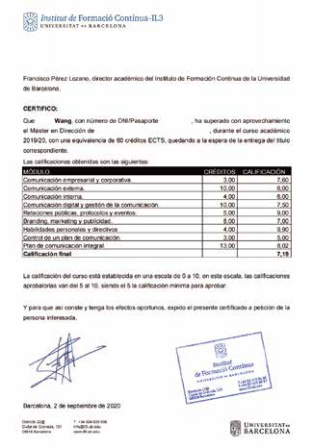 Institut de Formació Contínua-IL3
UNIVERSITAT DE BARCELONA
Francisco Pérez Lozano, director académico del Instituto de Formación Continua de la Universidad
de Barcelona.
CERTIFICO:
Que Wang, con número de DNI/Pasaporte , ha superado con aprovechamiento
el Máster en Dirección de , durante el curso académico
2019/20, con una equivalencia de 60 créditos ECTS, quedando a la espera de la entrega del título
correspondiente.
Las calificaciones obtenidas son las siguientes:
MÓDULO CRÉDITOS CALIFICACIÓN
Comunicación empresarial y corporativa. 3,00 7,60
Comunicación externa. 10,00 6,00
Comunicación interna. 4,00 6,00
Comunicación digital y gestión de la comunicación. 10,00 7,50
Relaciones públicas, protocolos y eventos. 5,00 9,00
Branding, marketing y publicidad. 8,00 7,00
Habilidades personales y directivas 4,00 9,90
Control de un plan de comunicación. 3,00 5,00
Plan de comunicación integral. 13,00 8,02
Calificación final 7,19
La calificación del curso está establecida en una escala de 0 a 10, en esta escala, las calificaciones
aprobatorias van del 5 al 10, siendo el 5 la calificación mínima para aprobar.
Y para que así conste y tenga los efectos oportunos, expido el presente certificado a petición de la
persona interesada.
Institut
de Formació Contínua
UNIVERSITAT DE BARCELONA
Barcelona, 2 de septiembre de 2020
UNIVERSITAT DE
BARCELONA